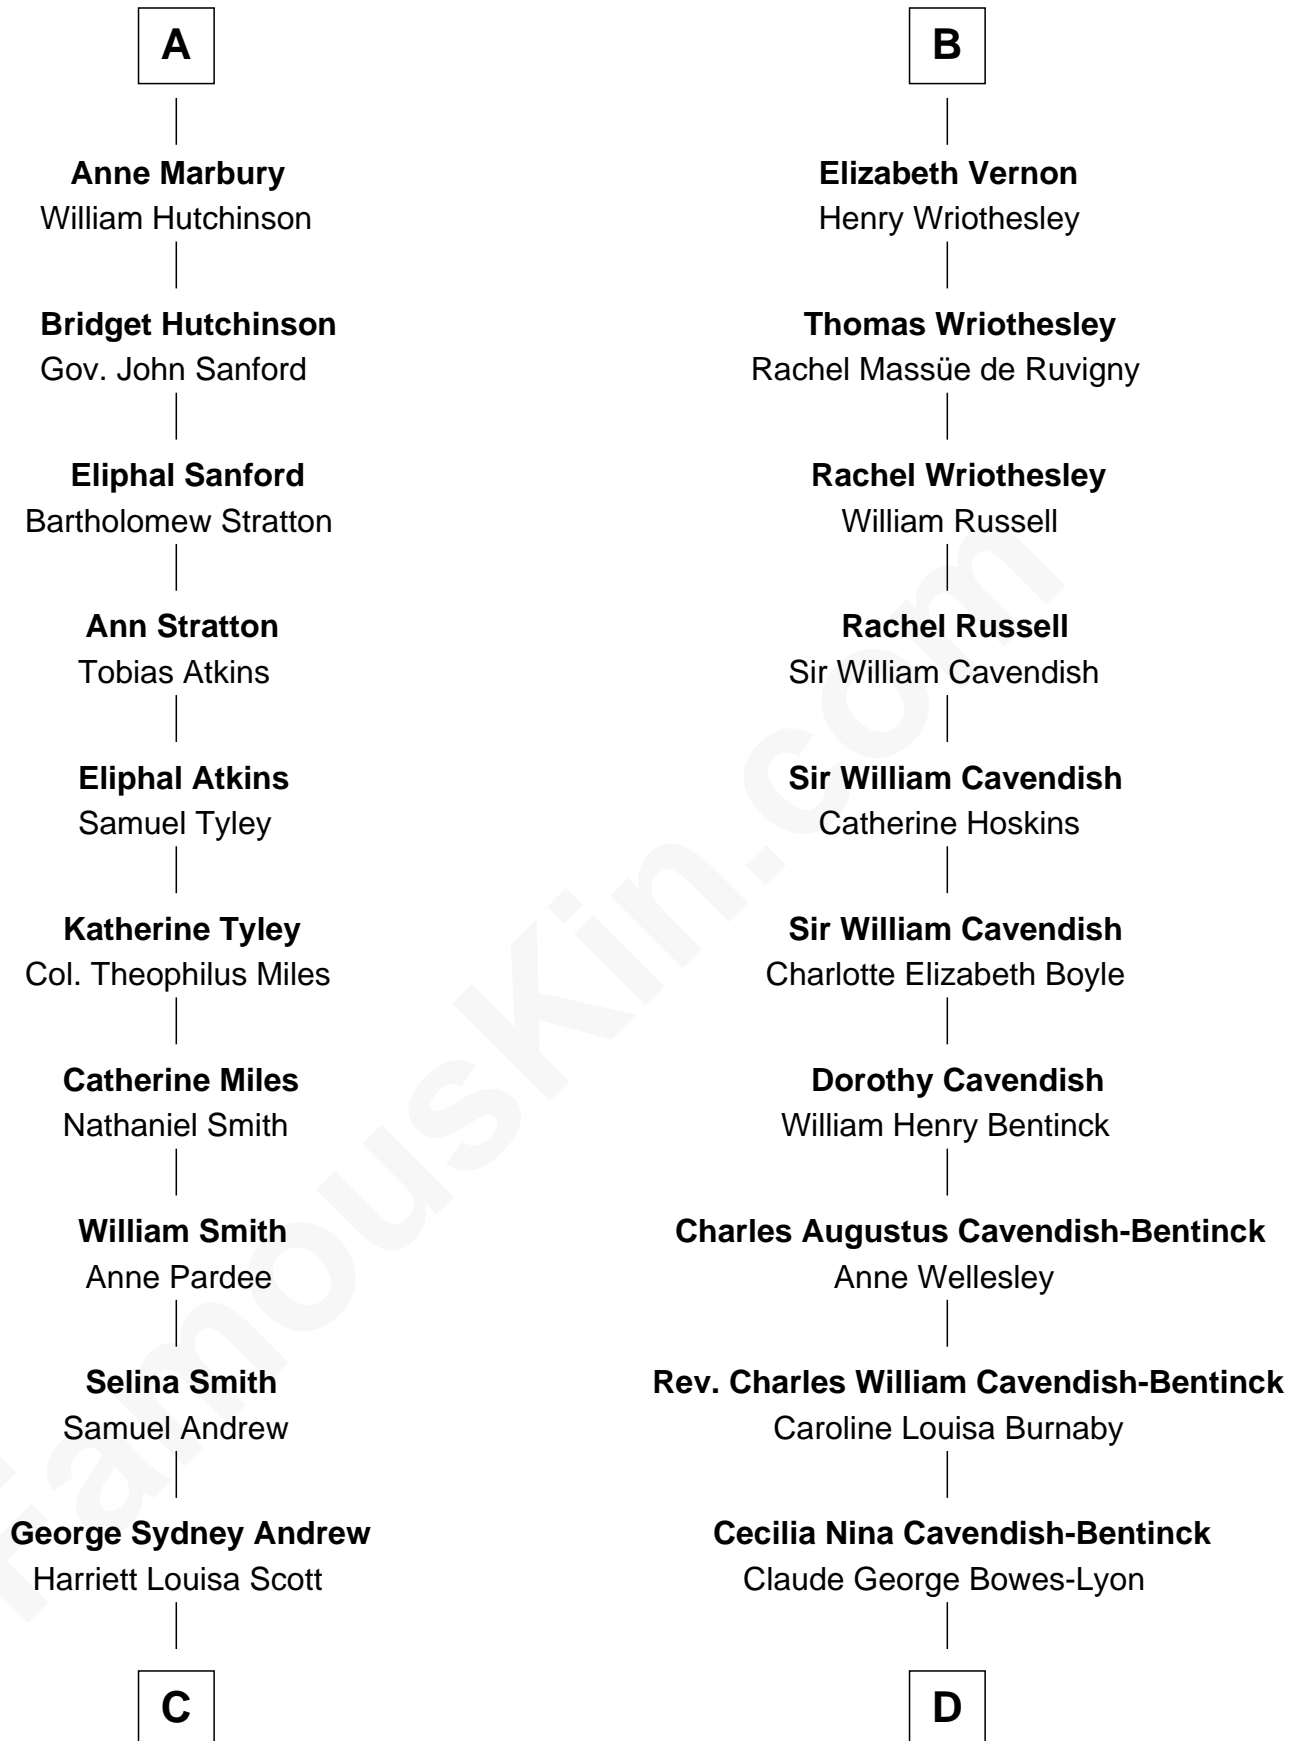 A
Anne Marbury
William Hutchinson
Bridget Hutchinson
Gov. John Sanford
Eliphal Sanford
Bartholomew Stratton
Ann Stratton
Tobias Atkins
Eliphal Atkins
Samuel Tyley
Katherine Tyley
Col. Theophilus Miles
Catherine Miles
Nathaniel Smith
William Smith
Anne Pardee
Selina Smith
Samuel Andrew
George Sydney Andrew
Harriett Louisa Scott
C
B
Elizabeth Vernon
Henry Wriothesley
Thomas Wriothesley
Rachel Massüe de Ruvigny
Rachel Wriothesley
William Russell
Rachel Russell
Sir William Cavendish
Sir William Cavendish
Catherine Hoskins
Sir William Cavendish
Charlotte Elizabeth Boyle
Dorothy Cavendish
William Henry Bentinck
Charles Augustus Cavendish-Bentinck
Anne Wellesley
Rev. Charles William Cavendish-Bentinck
Caroline Louisa Burnaby
Cecilia Nina Cavendish-Bentinck
Claude George Bowes-Lyon
D
FamousKin.com